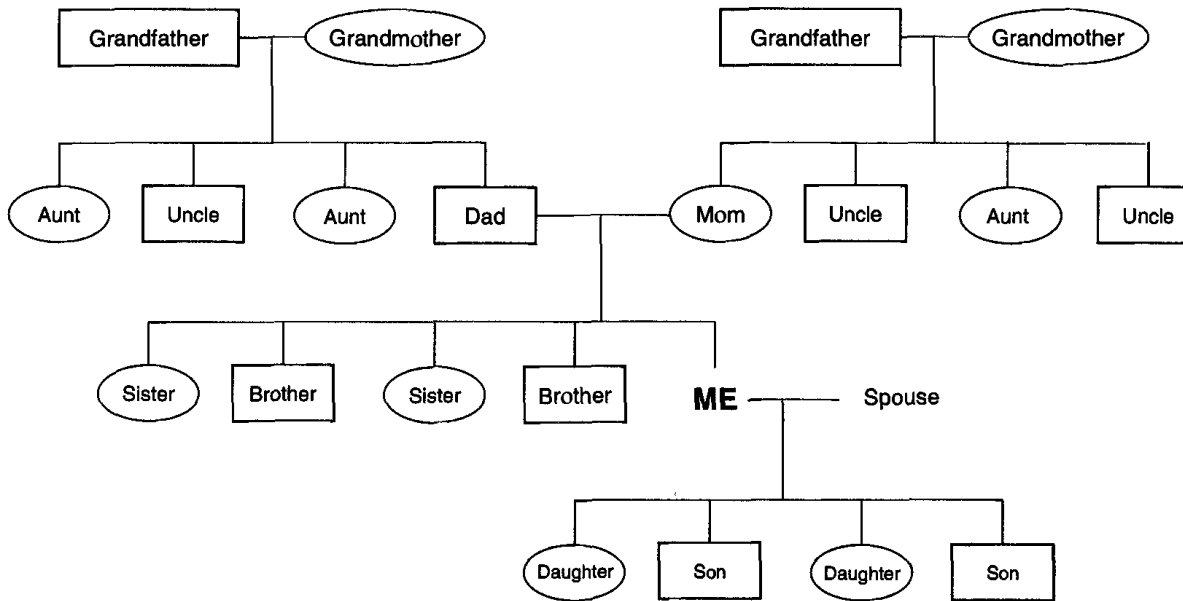 Grandfather Grandmother Grandfather Grandmother
Aunt Uncle Aunt Dad Mom Uncle Aunt Uncle
Sister Brother Sister Brother ME Spouse
Daughter Son Daughter Son